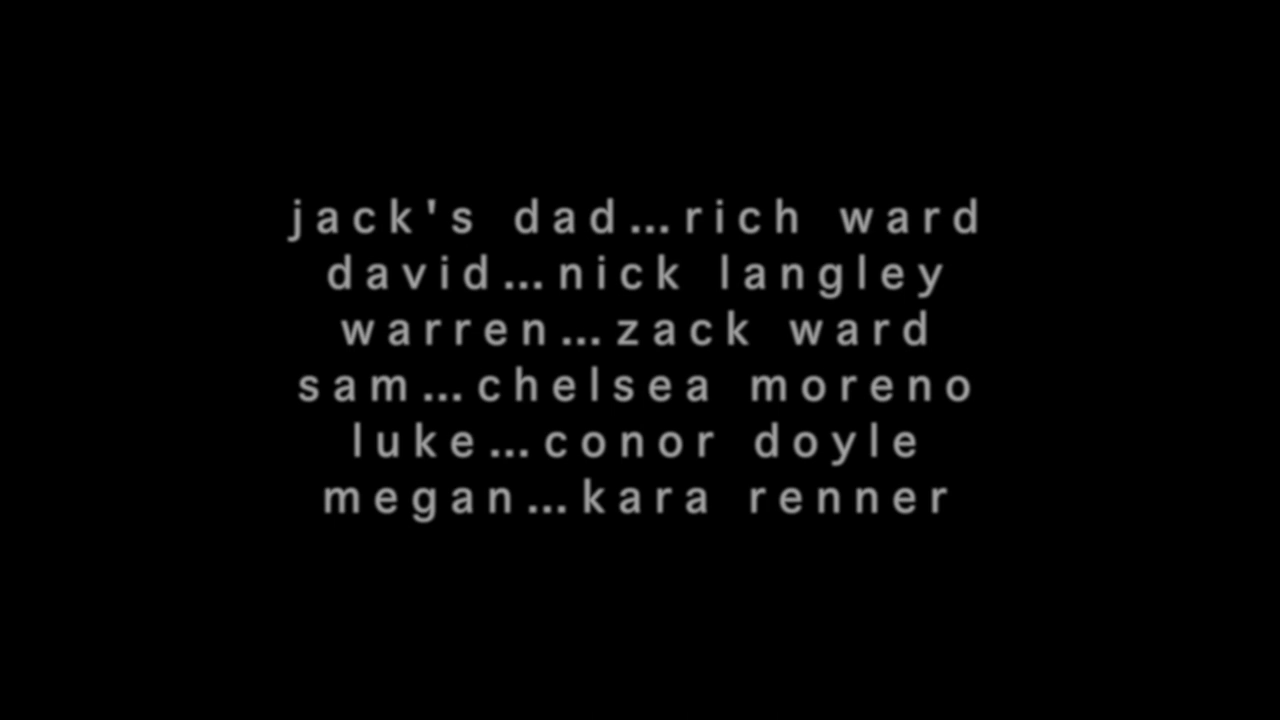 jack's dad...rich ward
david...nick langley
warren...zack ward
sam...chelsea moreno
luke...conor doyle
megan...kara renner